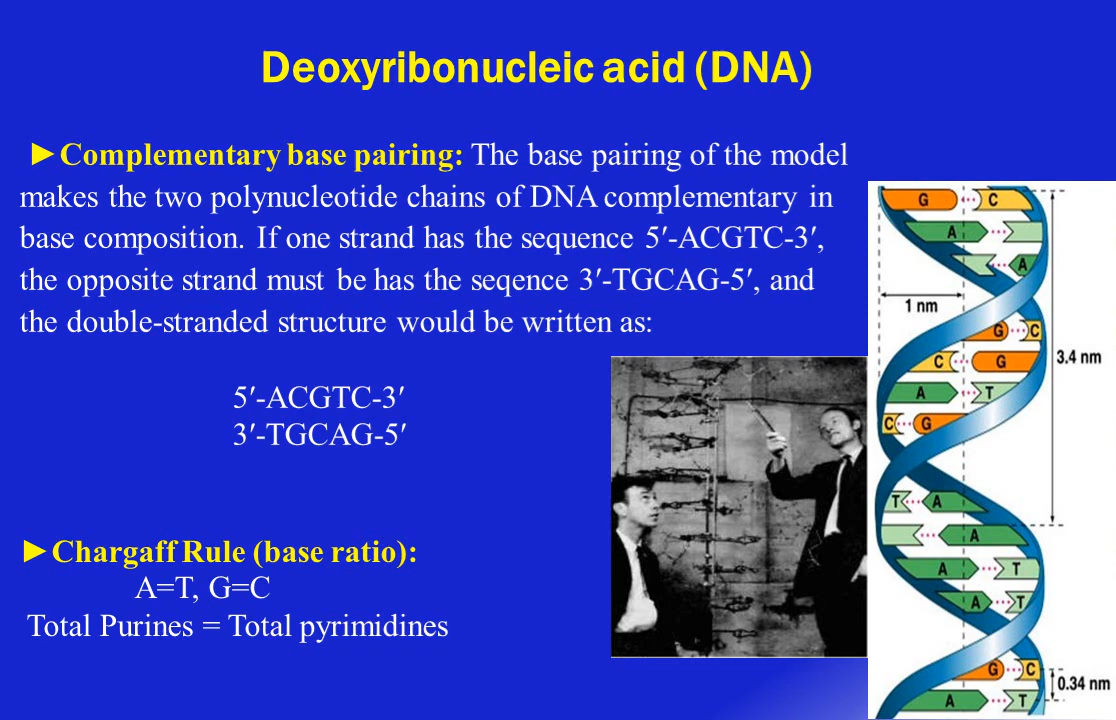 Deoxyribonucleic acid (DNA)
►Complementary base pairing: The base pairing of the model
makes the two polynucleotide chains of DNA complementary in
base composition. If one strand has the sequence 5′-ACGTC-3′,
the opposite strand must be has the seqence 3′-TGCAG-5′, and
the double-stranded structure would be written as:
5′-ACGTC-3′
3′-TGCAG-5′
►Chargaff Rule (base ratio):
A=T, G=C
Total Purines = Total pyrimidines
G C
A
A
1 nm
G C
3.4 nm
C G
A T
C G
T A
A
A T
A T
G C
0.34 nm
A T